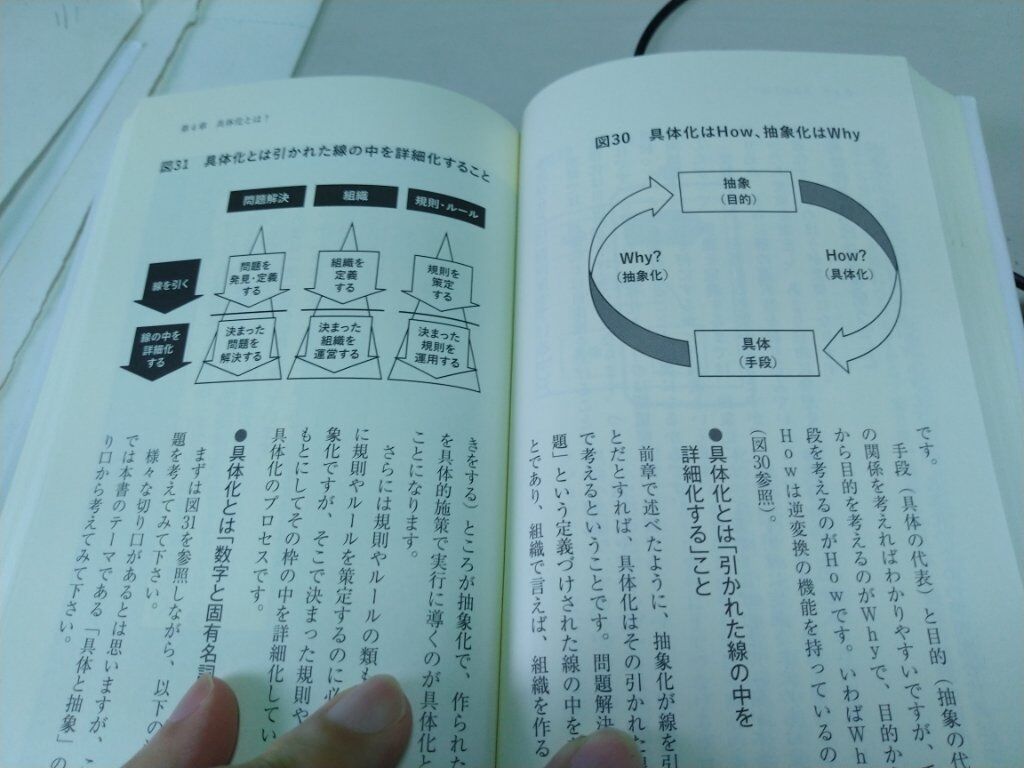 図30 具体化はHow、抽象化はWhy
抽象
（目的）
Why?
（抽象化）
How?
（具体化）
具体
（手段）
です。
手段（具体の代表）と目的（抽象の代
の関係を考えればわかりやすいですが、
から目的を考えるのがWhyで、目的か
段を考えるのがHowです。いわばWh
Howは逆変換の機能を持っているの
（図30参照）。
●具体化とは「引かれた線の中を
詳細化する」こと
前章で述べたように、抽象化が線を引
とだとすれば、具体化はその引かれた
で考えるということです。問題解決
題」という定義づけされた線の中を
とであり、組織で言えば、組織を作る
第4章 具体化とは？
図31 具体化とは引かれた線の中を詳細化すること
問題解決
組織
規則・ルール
線を引く
問題を
発見・定義
する
組織を
定義
する
規則を
策定
する
線の中を
詳細化
する
決まった
問題を
解決する
決まった
組織を
運営する
決まった
規則を
運用する
きをする）ところが抽象化で、作られた
を具体的施策で実行に導くのが具体化と
ことになります。
さらには規則やルールの類も
に規則やルールを策定するのに必
象化ですが、そこで決まった規則や
もとにしてその枠の中を詳細化してい
具体化のプロセスです。
●具体化とは「数字と固有名詞
まずは図31を参照しながら、以下の
題を考えてみて下さい。
様々な切り口があるとは思いますが、こ
では本書のテーマである「具体と抽象」の
り口から考えてみて下さい。